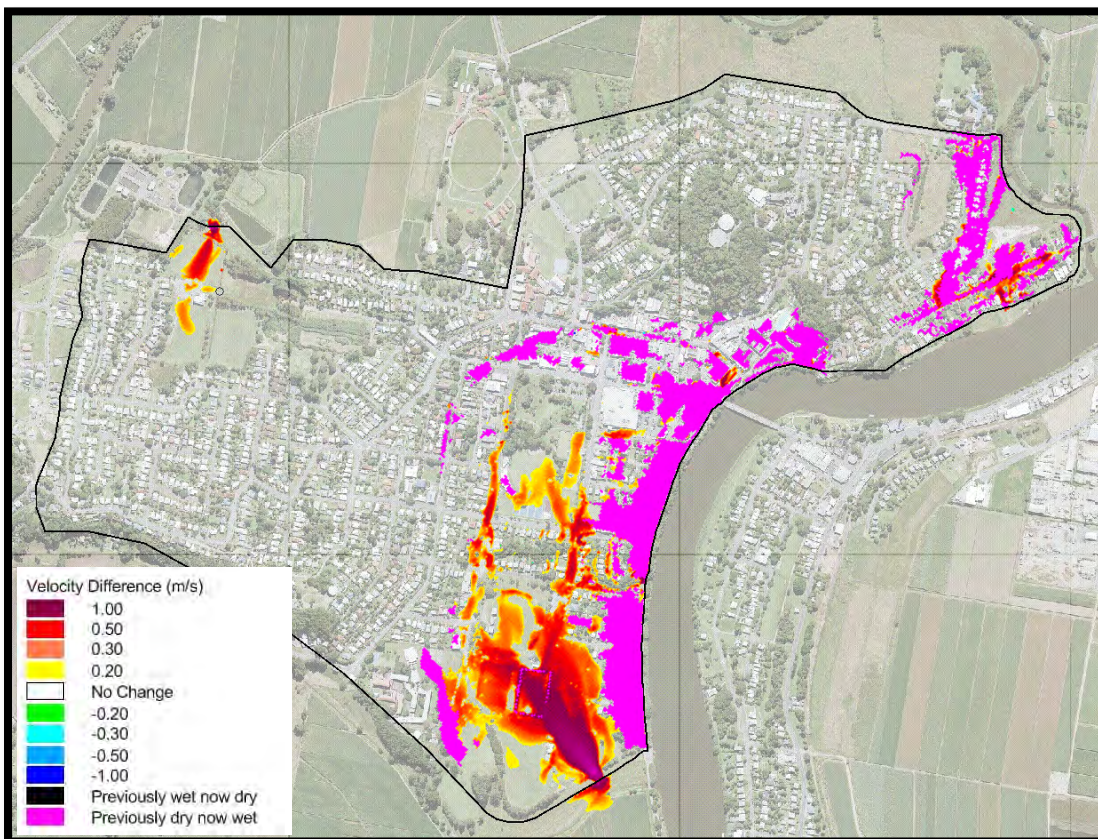 Velocity Difference (m/s)
1.00
0.50
0.30
0.20
No Change
-0.20
-0.30
-0.50
-1.00
Previously wet now dry
Previously dry now wet